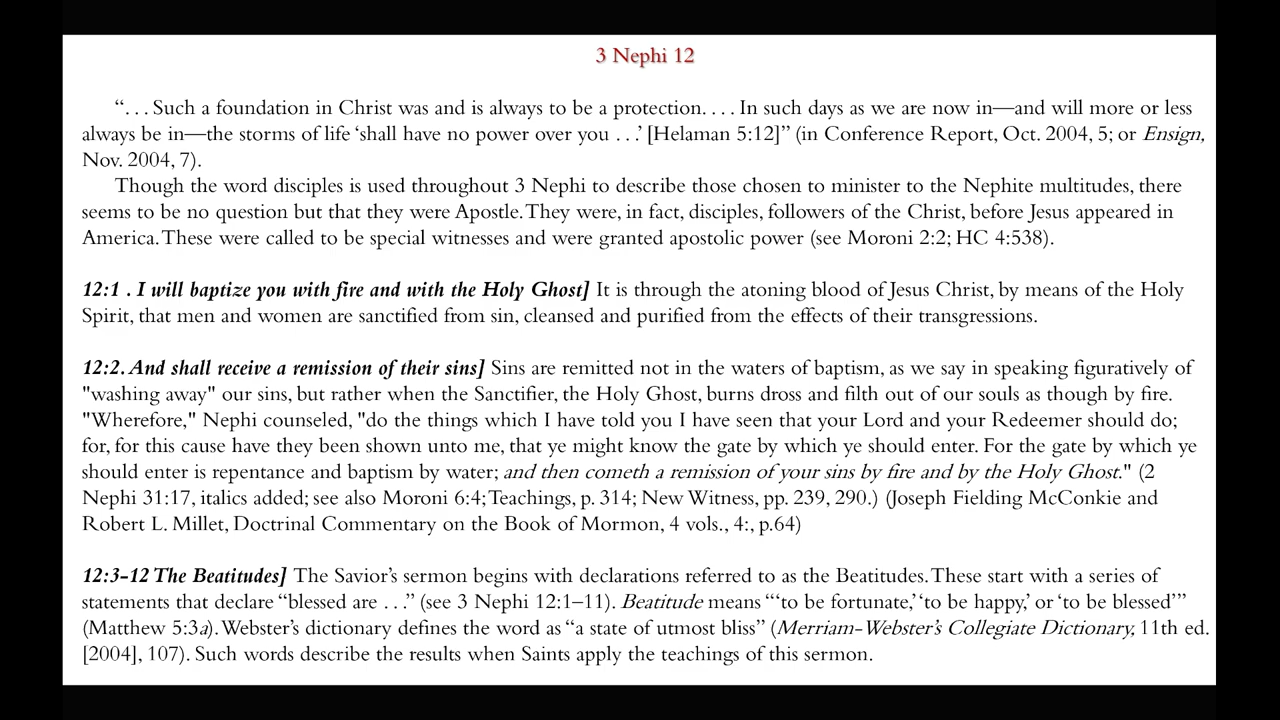 3 Nephi 12
“. . . Such a foundation in Christ was and is always to be a protection. . . . In such days as we are now in—and will more or less
always be in—the storms of life ‘shall have no power over you . . .’ [Helaman 5:12]” (in Conference Report, Oct. 2004, 5; or Ensign,
Nov. 2004, 7).
Though the word disciples is used throughout 3 Nephi to describe those chosen to minister to the Nephite multitudes, there
seems to be no question but that they were Apostle. They were, in fact, disciples, followers of the Christ, before Jesus appeared in
America. These were called to be special witnesses and were granted apostolic power (see Moroni 2:2; HC 4:538).
12:1 . I will baptize you with fire and with the Holy Ghost] It is through the atoning blood of Jesus Christ, by means of the Holy
Spirit, that men and women are sanctified from sin, cleansed and purified from the effects of their transgressions.
12:2. And shall receive a remission of their sins] Sins are remitted not in the waters of baptism, as we say in speaking figuratively of
"washing away" our sins, but rather when the Sanctifier, the Holy Ghost, burns dross and filth out of our souls as though by fire.
"Wherefore," Nephi counseled, "do the things which I have told you I have seen that your Lord and your Redeemer should do;
for, for this cause have they been shown unto me, that ye might know the gate by which ye should enter. For the gate by which ye
should enter is repentance and baptism by water; and then cometh a remission of your sins by fire and by the Holy Ghost." (2
Nephi 31:17, italics added; see also Moroni 6:4; Teachings, p. 314; New Witness, pp. 239, 290.) (Joseph Fielding McConkie and
Robert L. Millet, Doctrinal Commentary on the Book of Mormon, 4 vols., 4:, p.64)
12:3–12 The Beatitudes] The Savior’s sermon begins with declarations referred to as the Beatitudes. These start with a series of
statements that declare “blessed are . . .” (see 3 Nephi 12:1–11). Beatitude means “‘to be fortunate,’ ‘to be happy,’ or ‘to be blessed’”
(Matthew 5:3a). Webster’s dictionary defines the word as “a state of utmost bliss” (Merriam-Webster’s Collegiate Dictionary, 11th ed.
[2004], 107). Such words describe the results when Saints apply the teachings of this sermon.